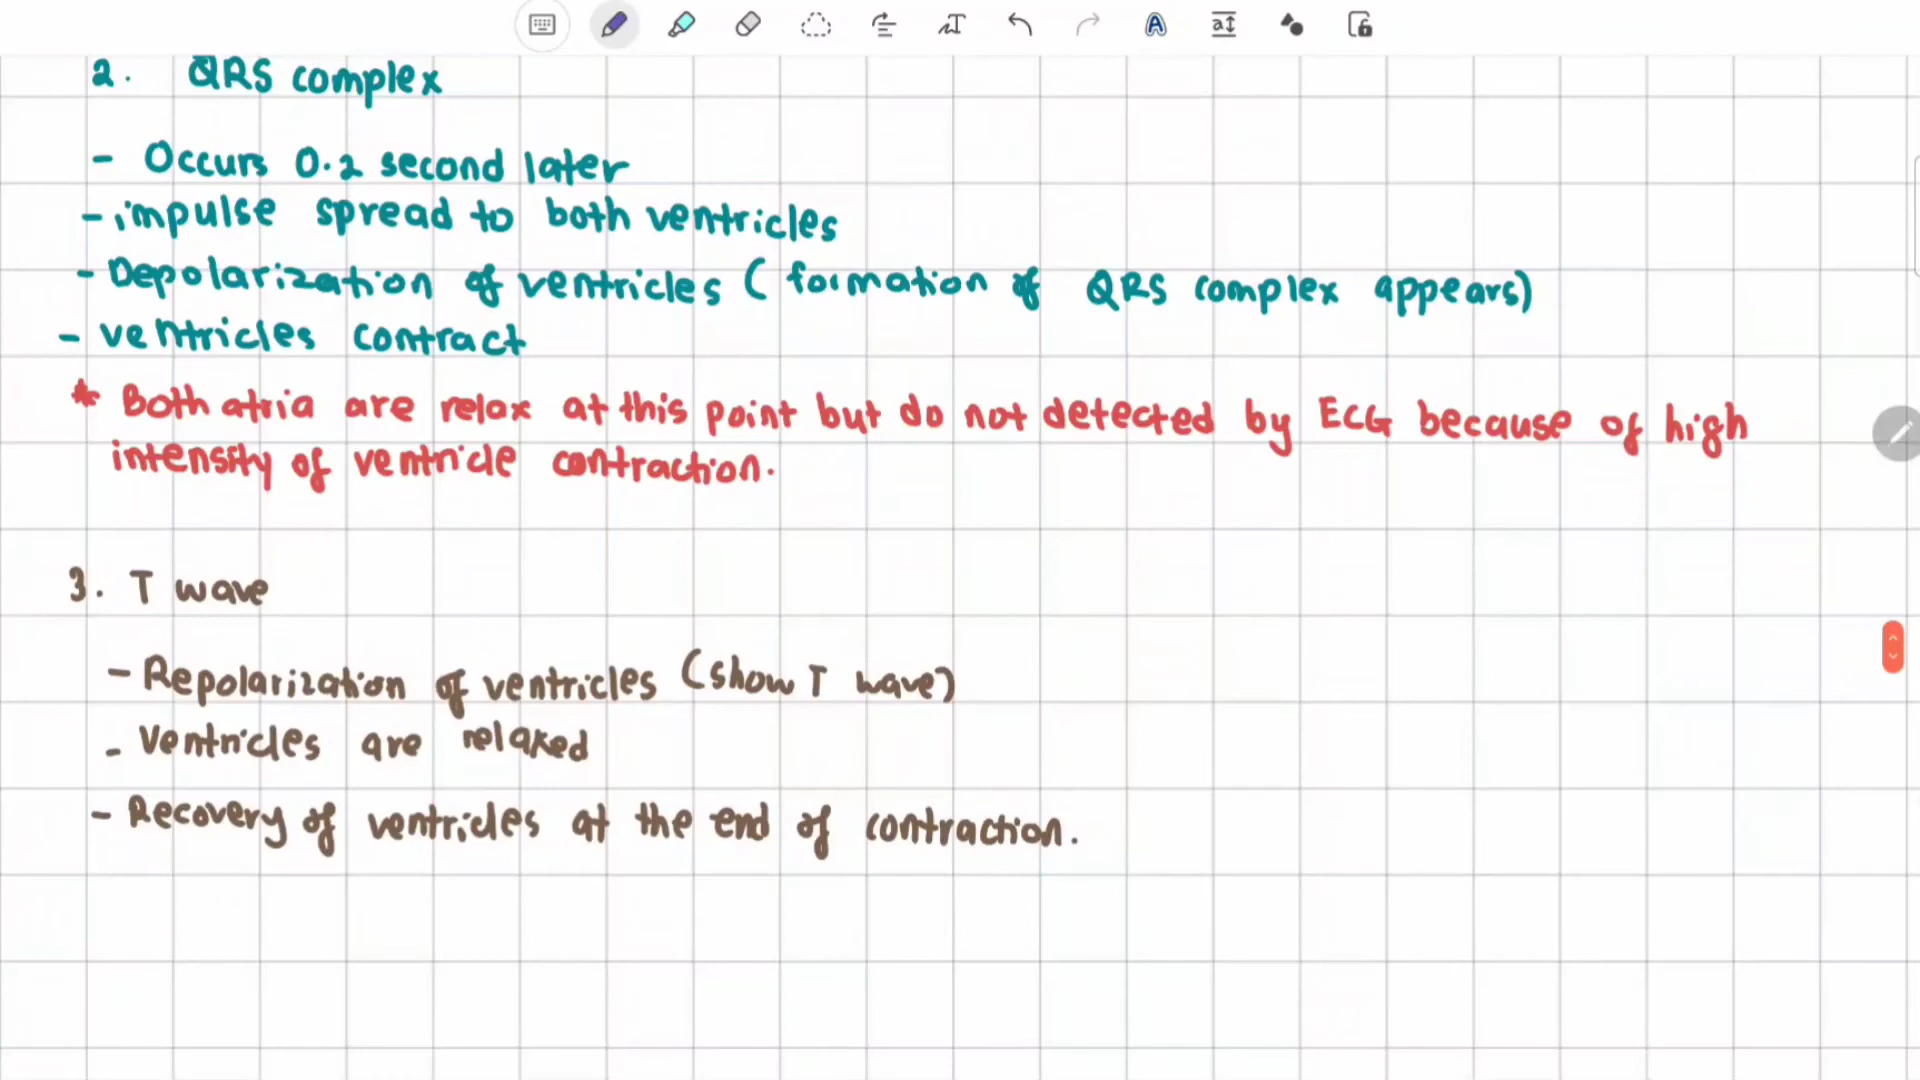 2. QRS complex
- Occurs 0.2 second later
- impulse spread to both ventricles
- Depolarization of ventricles (formation of QRS complex appears)
- ventricles contract
* Both atria are relax at this point but do not detected by ECG because of high
intensity of ventricle contraction.
3. T wave
- Repolarization of ventricles (show T wave)
- Ventricles are relaxed
- Recovery of ventricles at the end of contraction.